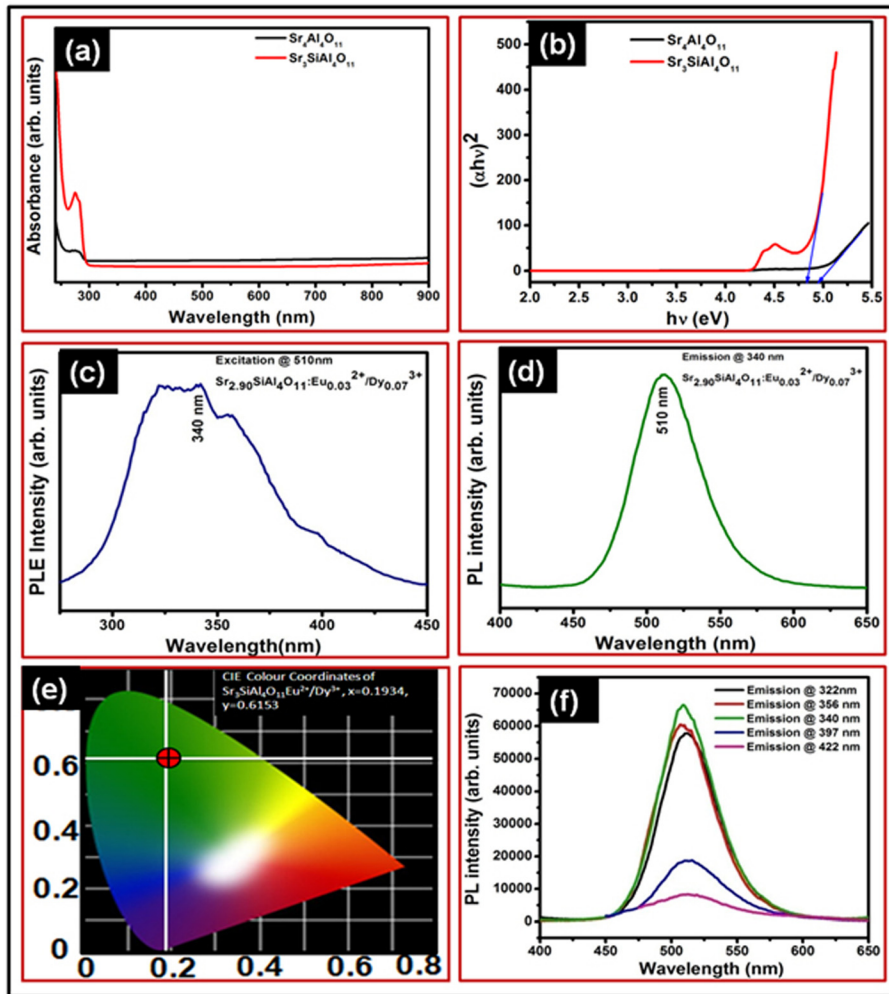 (a)
Sr₄Al₄O₁₁
Sr₃SiAl₄O₁₁
Absorbance (arb. units)
300 400 500 600 700 800 900
Wavelength (nm)
(b)
Sr₄Al₄O₁₁
Sr₃SiAl₄O₁₁
(αhν)²
500
400
300
200
100
0
2.0 2.5 3.0 3.5 4.0 4.5 5.0 5.5
hν (eV)
(c)
Excitation @ 510nm
Sr₂.₉₀SiAl₄O₁₁:Eu₀.₀₃²⁺/Dy₀.₀₇³⁺
340 nm
PLE Intensity (arb. units)
300 350 400 450
Wavelength(nm)
(d)
Emission @ 340 nm
Sr₂.₉₀SiAl₄O₁₁:Eu₀.₀₃²⁺/Dy₀.₀₇³⁺
510 nm
PL intensity (arb. units)
400 450 500 550 600 650
Wavelength (nm)
(e)
CIE Colour Coordinates of
Sr₃SiAl₄O₁₁Eu²⁺/Dy³⁺, x=0.1934,
y=0.6153
0.6
0.4
0.2
0
0 0.2 0.4 0.6 0.8
(f)
Emission @ 322nm
Emission @ 356 nm
Emission @ 340 nm
Emission @ 397 nm
Emission @ 422 nm
PL intensity (arb. units)
70000
60000
50000
40000
30000
20000
10000
0
400 450 500 550 600 650
Wavelength (nm)